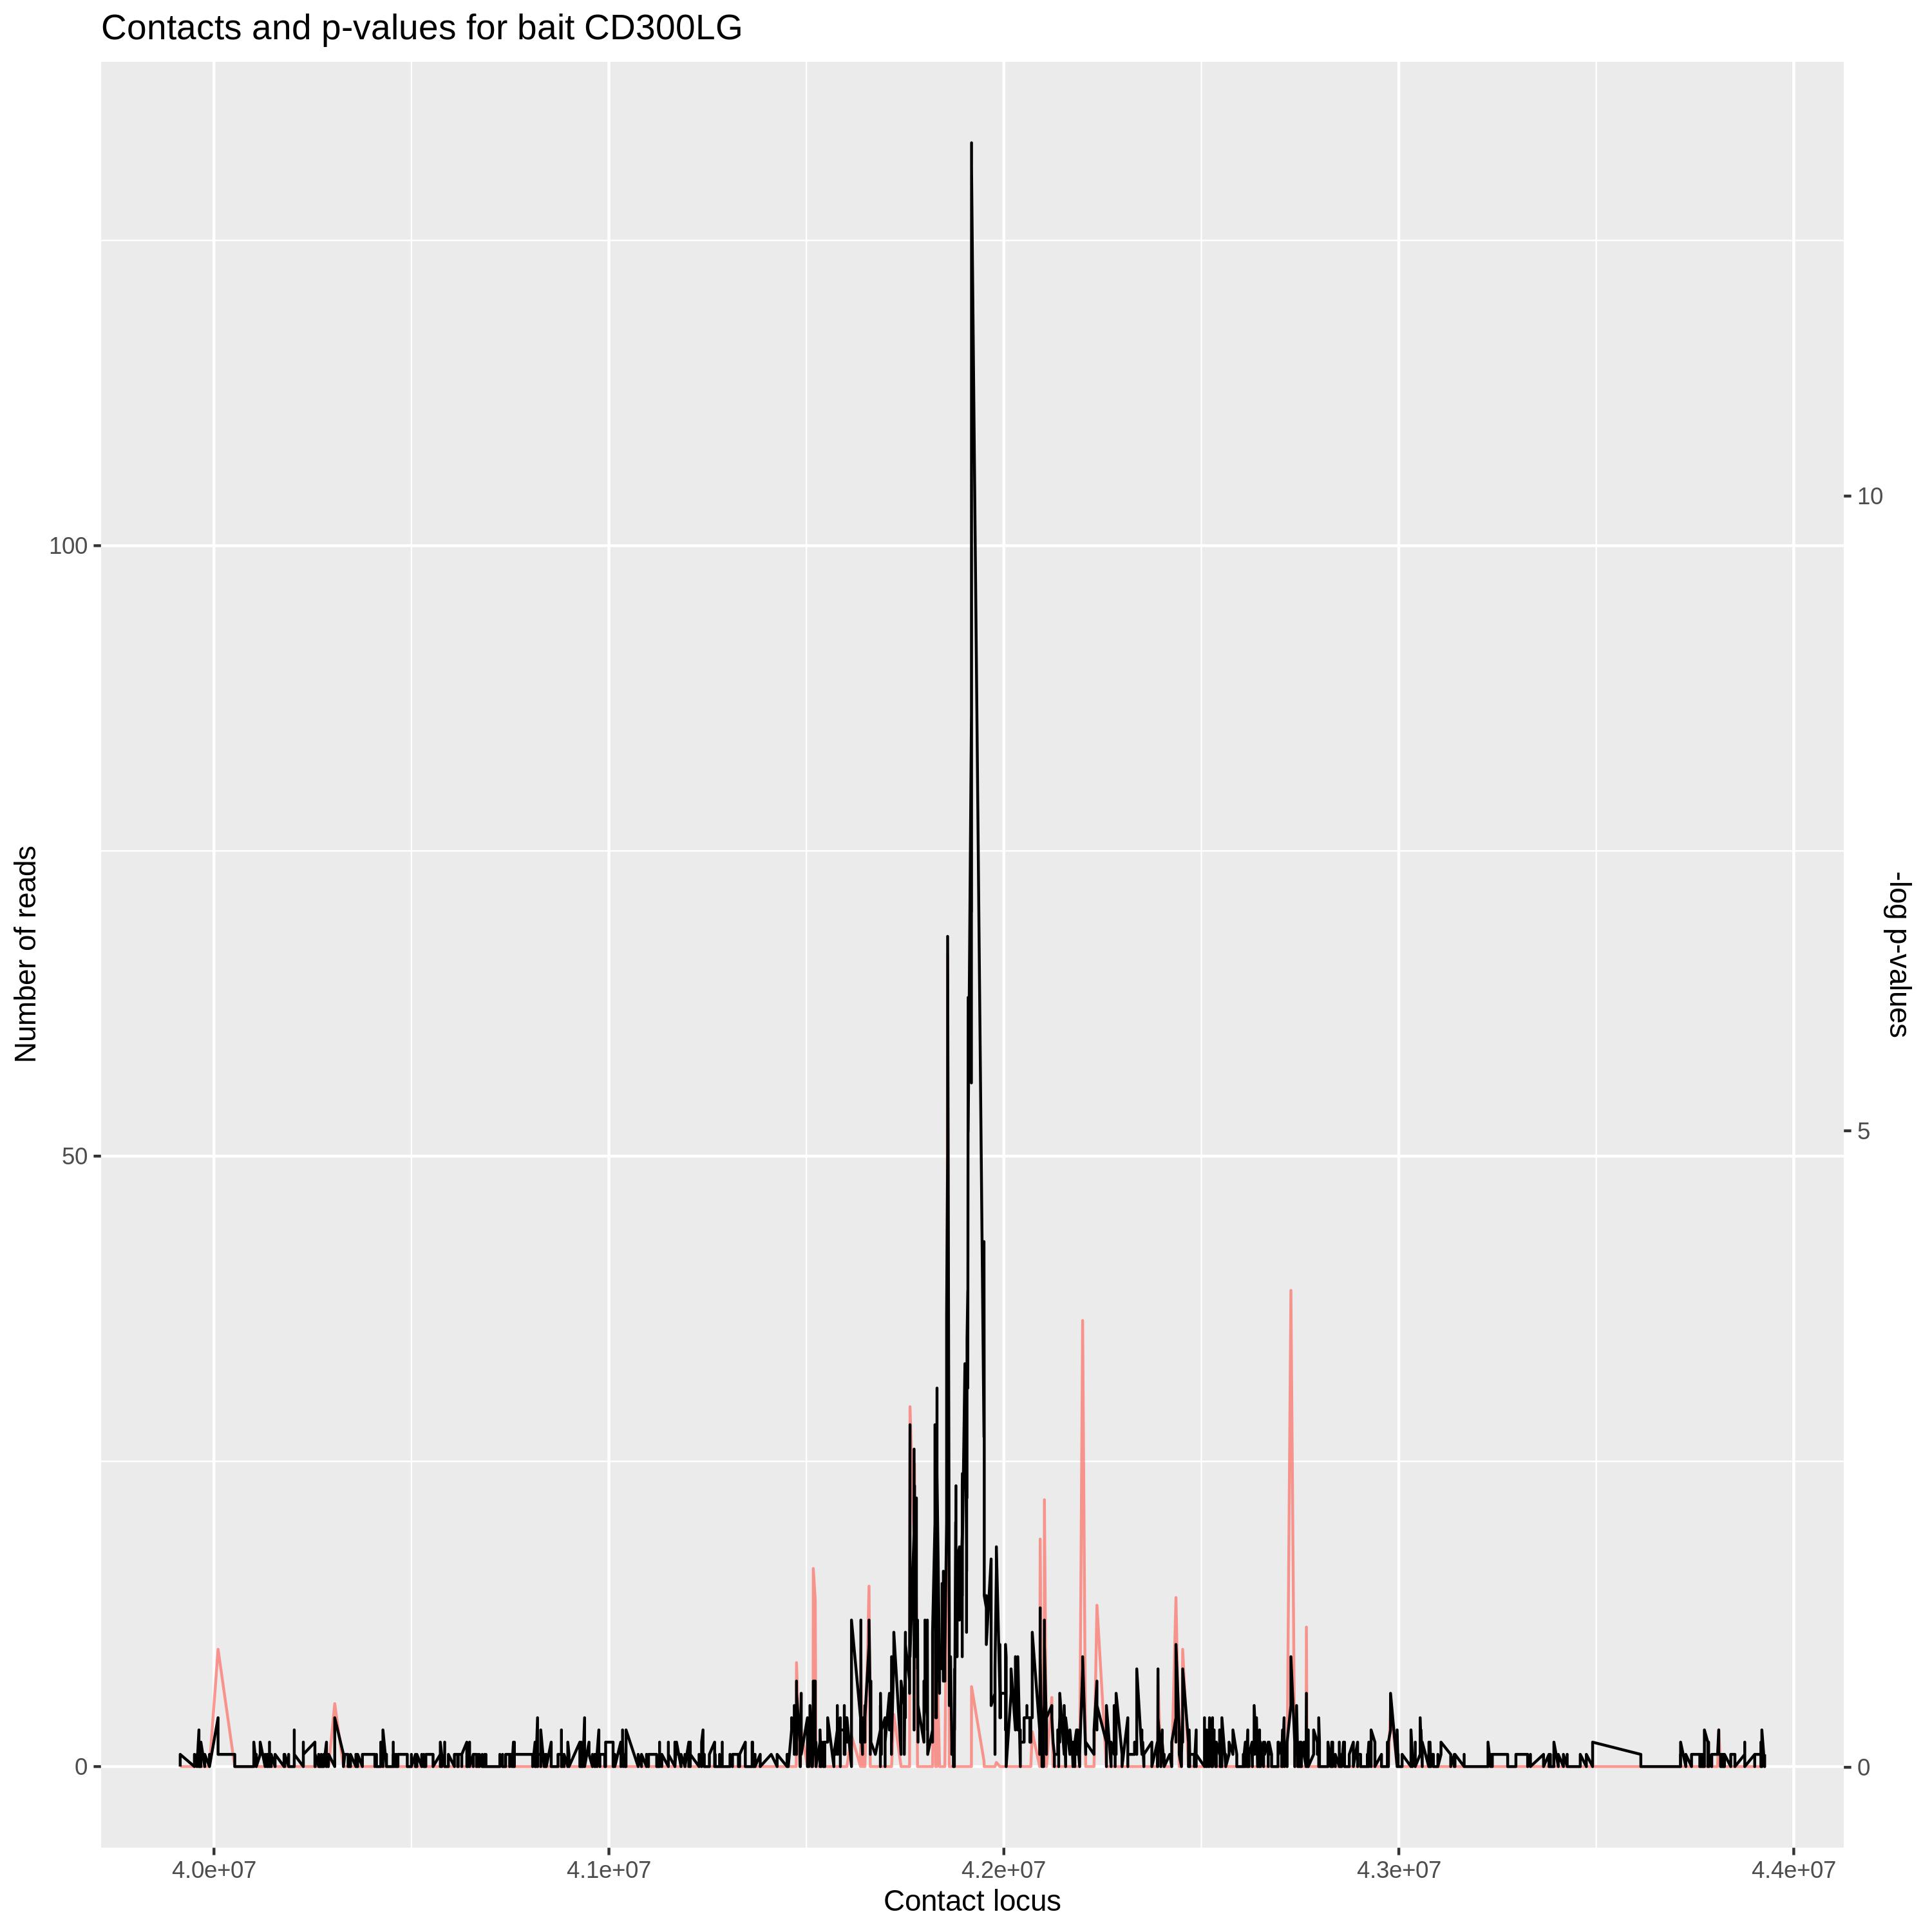 Contacts and p-values for bait CD300LG
Number of reads
100
50
0
10
5
0
-log p-values
4.0e+07
4.1e+07
4.2e+07
4.3e+07
4.4e+07
Contact locus